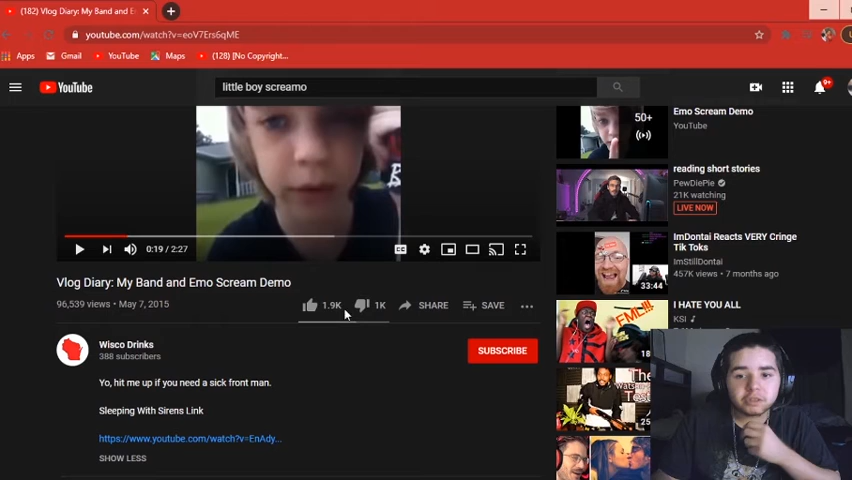 (182) Vlog Diary: My Band and E
youtube.com/watch?v=eoV7Ers6qME
Apps Gmail YouTube Maps (128) [No Copyright...
YouTube
little boy screamo
9+
50+
Emo Scream Demo
YouTube
reading short stories
PewDiePie
21K watching
LIVE NOW
ImDontai Reacts VERY Cringe
Tik Toks
ImStillDontai
457K views • 7 months ago
33:44
0:19 / 2:27
Vlog Diary: My Band and Emo Scream Demo
96,539 views • May 7, 2015
1.9K 1K SHARE SAVE
I HATE YOU ALL
KSI
FML!!!
18
Wisco Drinks
388 subscribers
SUBSCRIBE
Yo, hit me up if you need a sick front man.
Sleeping With Sirens Link
https://www.youtube.com/watch?v=EnAdy...
SHOW LESS
The
25